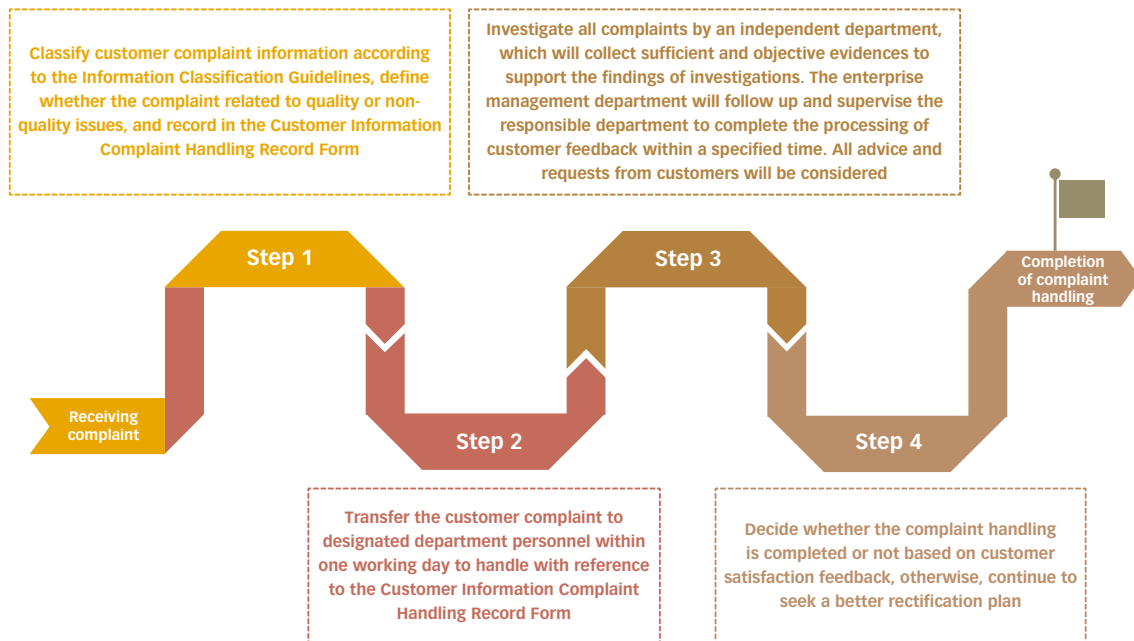 Classify customer complaint information according
to the Information Classification Guidelines, define
whether the complaint related to quality or non-
quality issues, and record in the Customer Information
Complaint Handling Record Form
Investigate all complaints by an independent department,
which will collect sufficient and objective evidences to
support the findings of investigations. The enterprise
management department will follow up and supervise the
responsible department to complete the processing of
customer feedback within a specified time. All advice and
requests from customers will be considered
Step 1
Step 3
Completion
of complaint
handling
Receiving
complaint
Step 2
Step 4
Transfer the customer complaint to
designated department personnel within
one working day to handle with reference
to the Customer Information Complaint
Handling Record Form
Decide whether the complaint handling
is completed or not based on customer
satisfaction feedback, otherwise, continue to
seek a better rectification plan